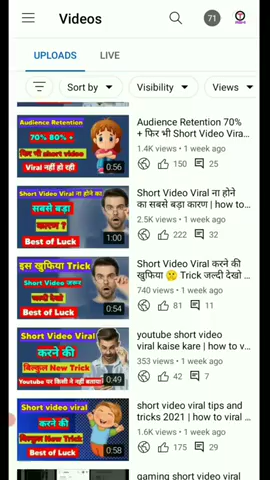 Videos
71
UPLOADS
LIVE
Sort by
Visibility
Views
Audience Retention
70% 80% +
फिर भी short video
Viral नहीं हो रही
0:56
Audience Retention 70%
+ फिर भी Short Video Vira...
1.4K views • 1 week ago
150
25
Short Video Viral ना होने का
सबसे बड़ा
कारण ?
Best of Luck
1:00
Short Video Viral ना होने
का सबसे बड़ा कारण | how to...
2.5K views • 1 week ago
222
32
इस खुफिया Trick
Short Video जरूर
जल्दी देखो
Best of Luck
0:54
Short Video Viral करने की
खुफिया 🤫 Trick जल्दी देखो ...
740 views • 1 week ago
81
11
Short video viral
करने की
बिल्कुल New Trick
Youtube पर किसी ने नहीं बताया
0:49
youtube short video
viral kaise kare | how to v...
353 views • 1 week ago
42
7
Short video viral
करने की
बिल्कुल New Trick
Best of Luck
0:58
short video viral tips and
tricks 2021 | how to viral ...
1.6K views • 1 week ago
175
29
gaming short video viral